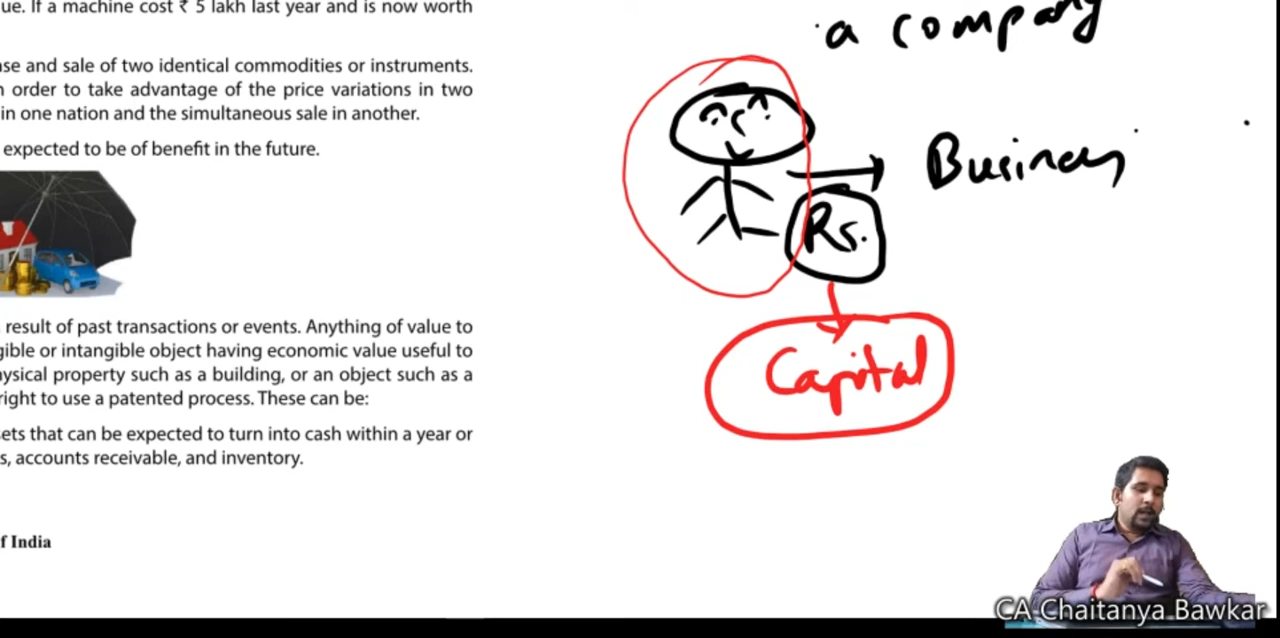 ue. If a machine cost ₹ 5 lakh last year and is now worth
ase and sale of two identical commodities or instruments.
n order to take advantage of the price variations in two
in one nation and the simultaneous sale in another.
expected to be of benefit in the future.
result of past transactions or events. Anything of value to
gible or intangible object having economic value useful to
hysical property such as a building, or an object such as a
right to use a patented process. These can be:
sets that can be expected to turn into cash within a year or
s, accounts receivable, and inventory.
f India
a company
Business
Rs.
Capital
CA Chaitanya Bawkar